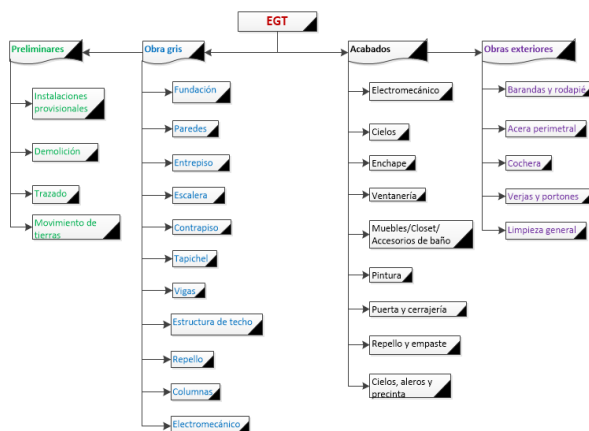 EGT
Preliminares
Instalaciones
provisionales
Demolición
Trazado
Movimiento de
tierras
Obra gris
Fundación
Paredes
Entrepiso
Escalera
Contrapiso
Tapichel
Vigas
Estructura de techo
Repello
Columnas
Electromecánico
Acabados
Electromecánico
Cielos
Enchape
Ventanería
Muebles/Closet/
Accesorios de baño
Pintura
Puerta y cerrajería
Repello y empaste
Cielos, aleros y
precinta
Obras exteriores
Barandas y rodapié
Acera perimetral
Cochera
Verjas y portones
Limpieza general